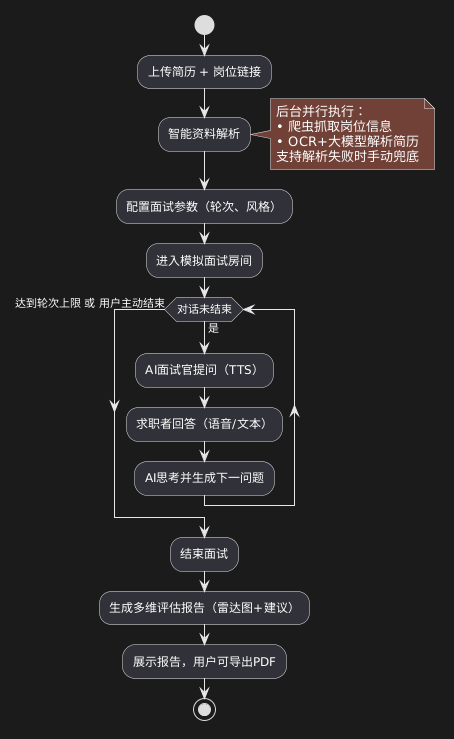 上传简历 + 岗位链接
智能资料解析
后台并行执行：
• 爬虫抓取岗位信息
• OCR+大模型解析简历
支持解析失败时手动兜底
配置面试参数（轮次、风格）
进入模拟面试房间
达到轮次上限 或 用户主动结束
对话未结束
是
AI面试官提问（TTS）
求职者回答（语音/文本）
AI思考并生成下一问题
结束面试
生成多维评估报告（雷达图+建议）
展示报告，用户可导出PDF